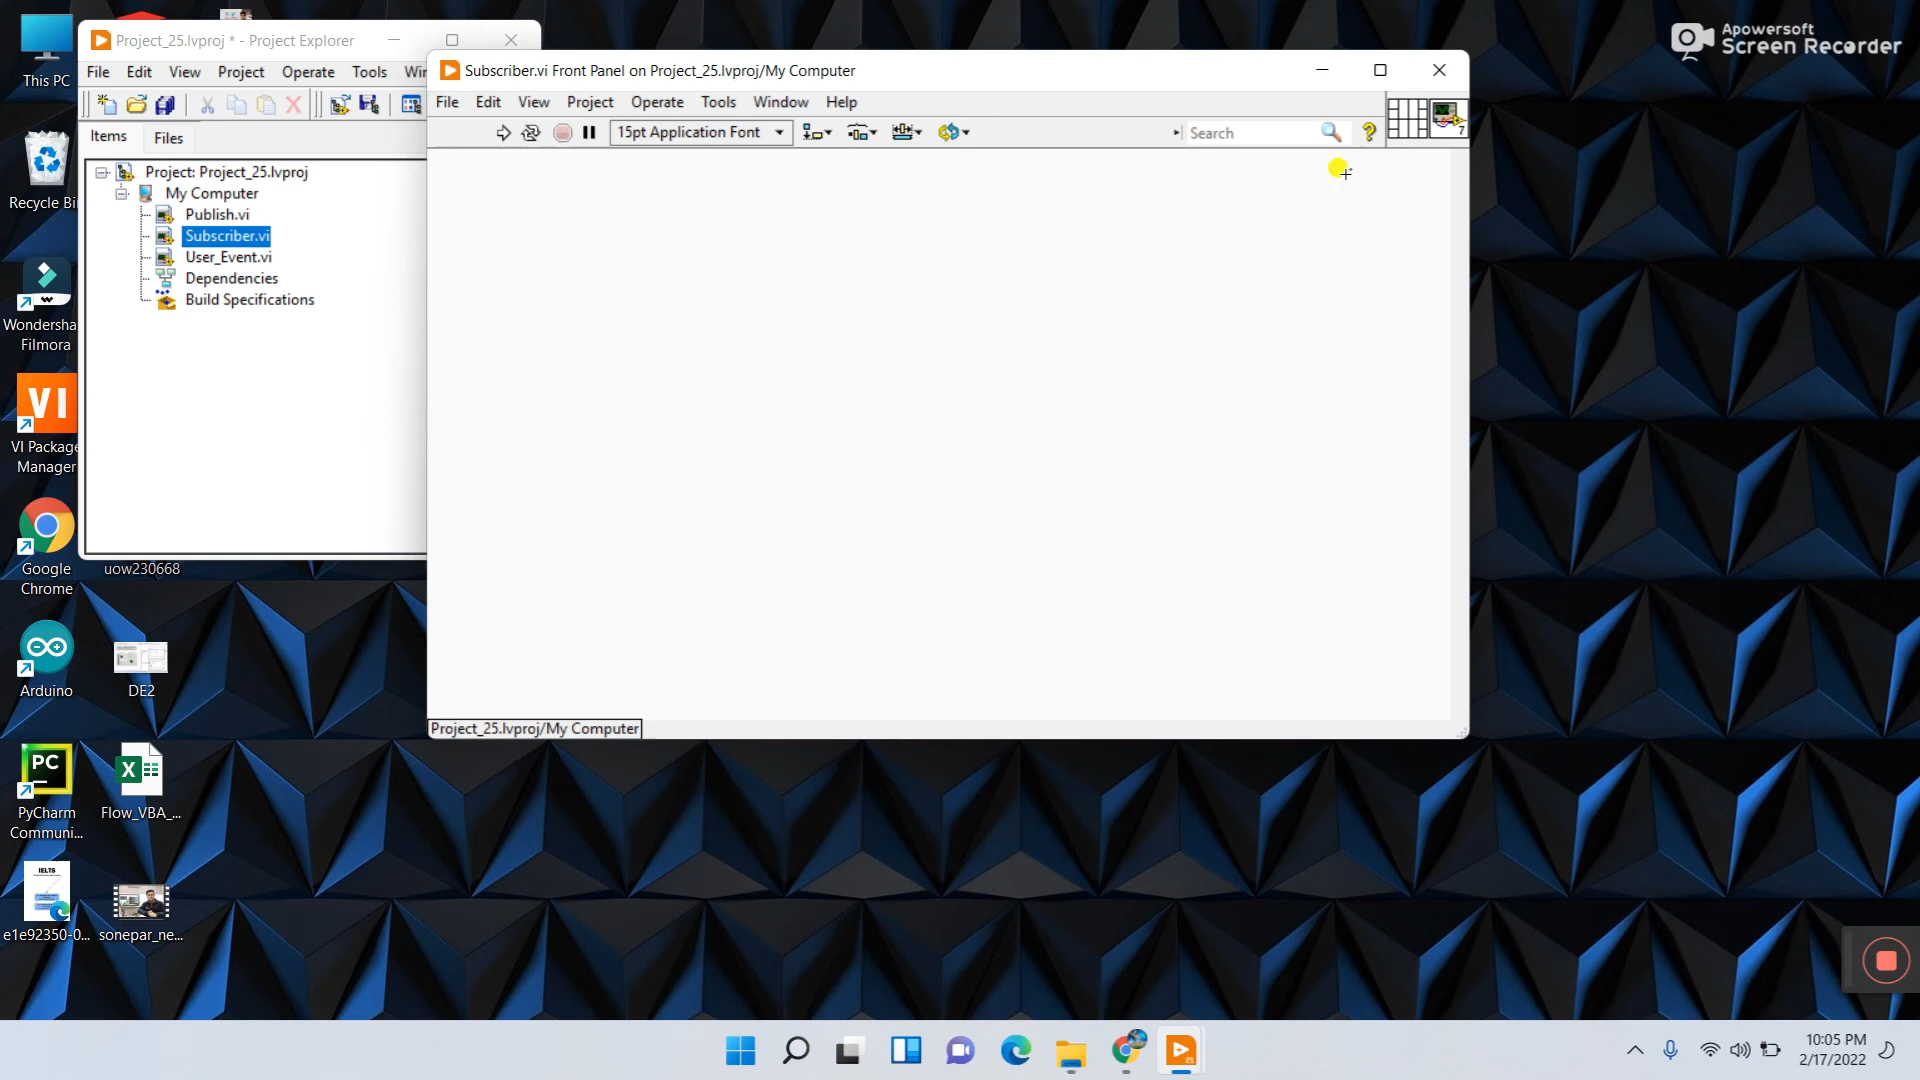 This PC
Recycle Bi
Wondersha
Filmora
VI
VI Package
Manager
Google
Chrome
Arduino
PC
PyCharm
Communi...
IELTS
e1e92350-0...
uow230668
DE2
X
Flow_VBA_...
sonepar_ne...
Project_25.lvproj * - Project Explorer
File Edit View Project Operate Tools Wi
Items Files
Project: Project_25.lvproj
My Computer
Publish.vi
Subscriber.vi
User_Event.vi
Dependencies
Build Specifications
Subscriber.vi Front Panel on Project_25.lvproj/My Computer
File Edit View Project Operate Tools Window Help
15pt Application Font
Search
?
7
Project_25.lvproj/My Computer
Apowersoft
Screen Recorder
10:05 PM
2/17/2022